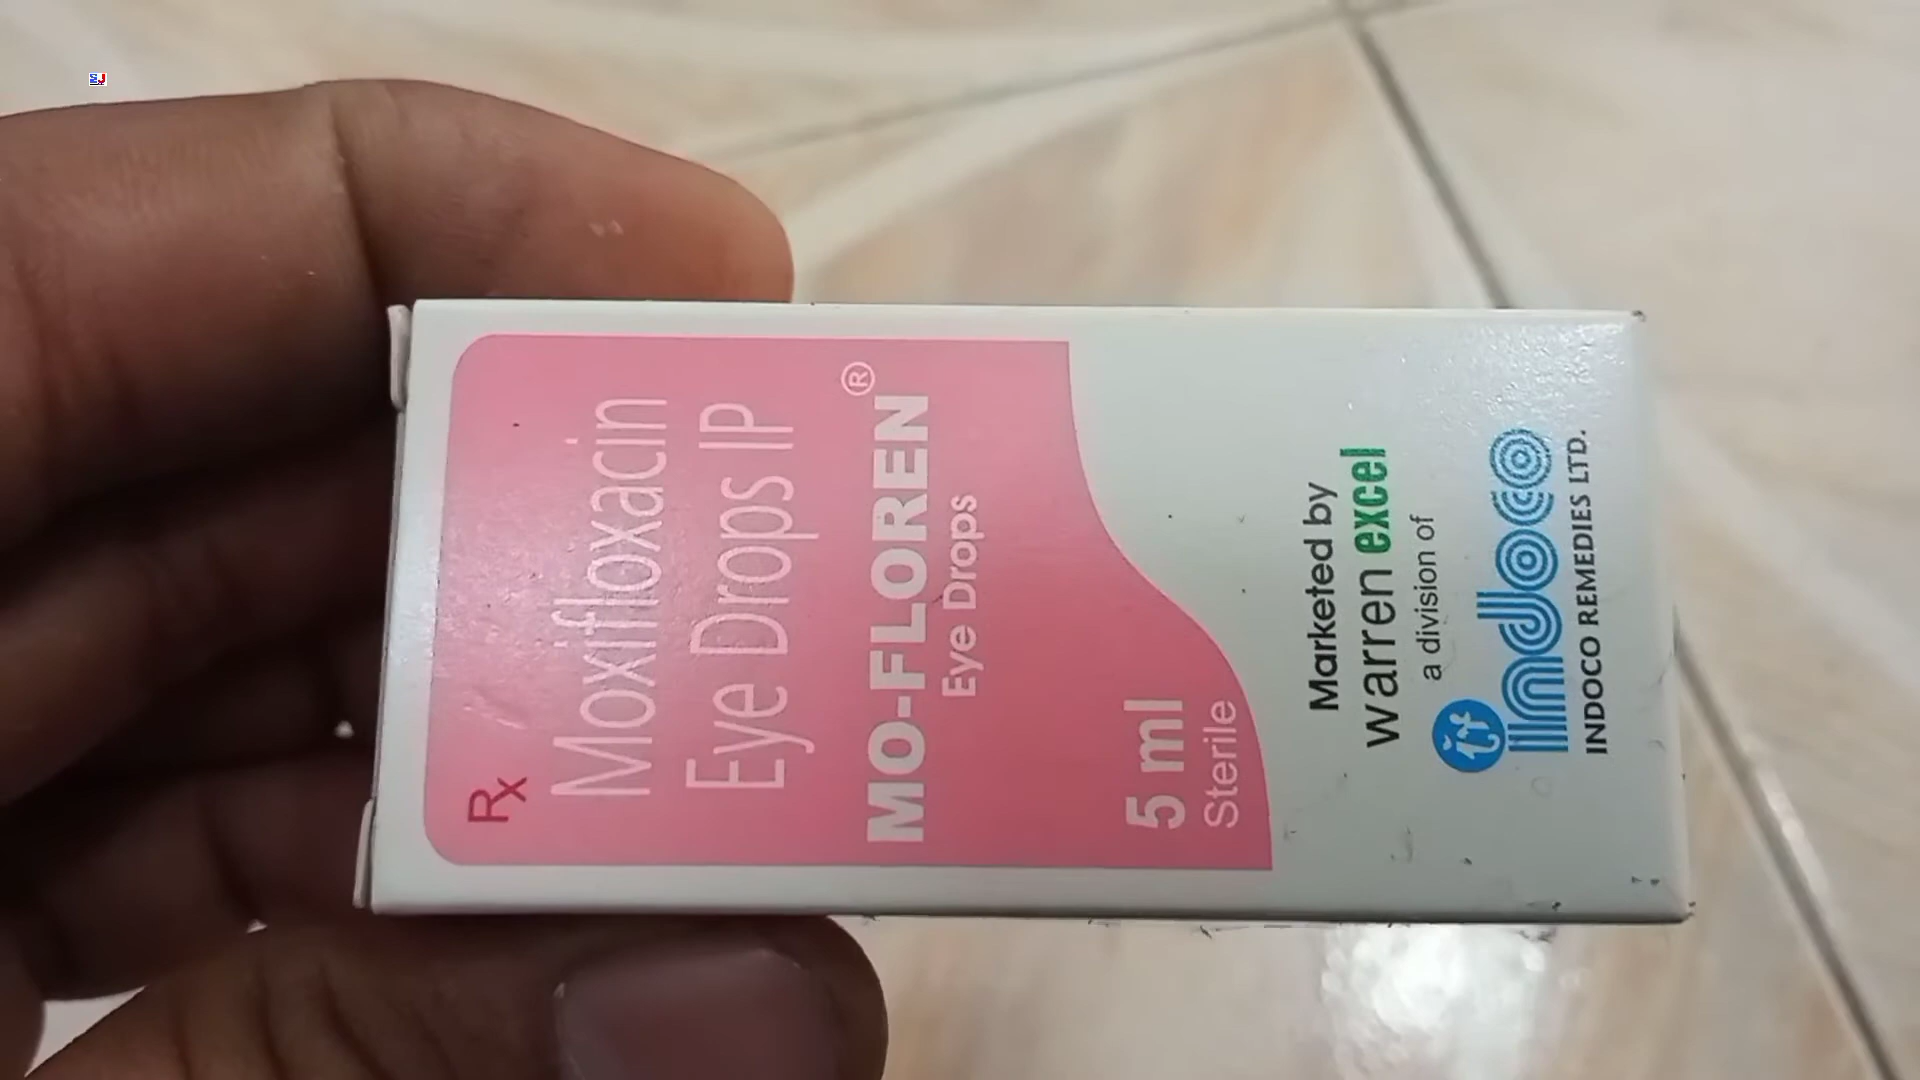 Rx
Moxifloxacin
Eye Drops IP
MO-FLOREN®
Eye Drops
5 ml
Sterile
Marketed by
warren excel
a division of
indoco
INDOCO REMEDIES LTD.
SJ